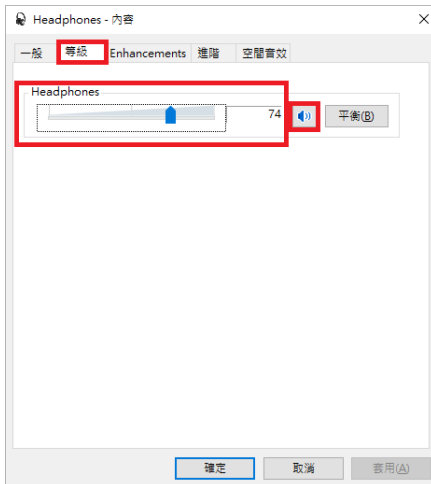 Headphones - 內容
一般 等級 Enhancements 進階 空間音效
Headphones
74 平衡(B)
確定 取消 套用(A)